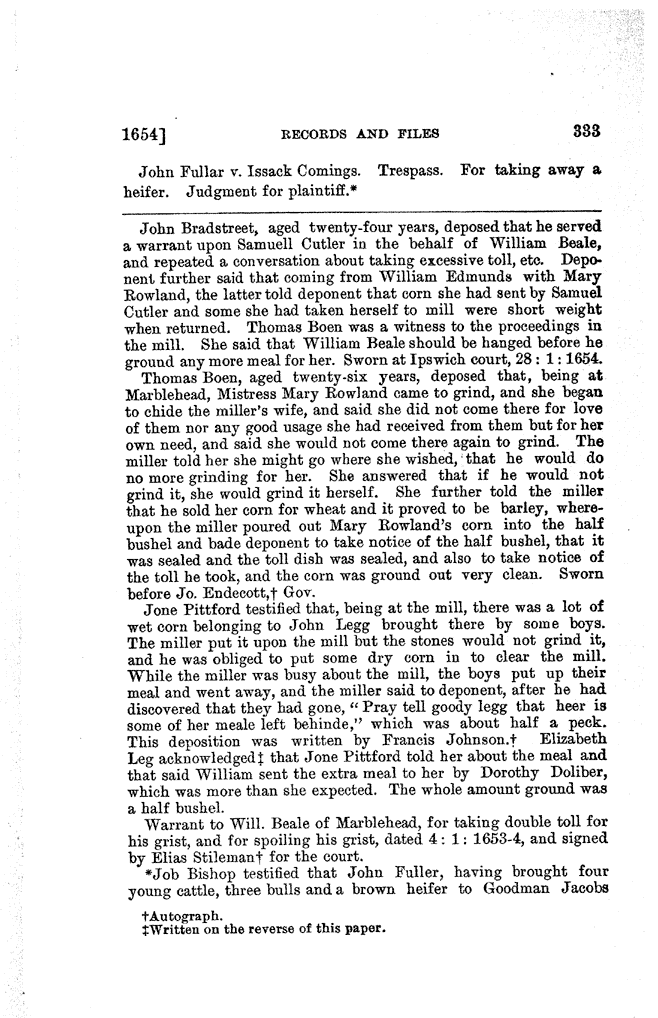 1654] RECORDS AND FILES 333
John Fullar v. Issack Comings. Trespass. For taking away a
heifer. Judgment for plaintiff.*
John Bradstreet, aged twenty-four years, deposed that he served
a warrant upon Samuell Cutler in the behalf of William Beale,
and repeated a conversation about taking excessive toll, etc. Depo-
nent further said that coming from William Edmunds with Mary
Rowland, the latter told deponent that corn she had sent by Samuel
Cutler and some she had taken herself to mill were short weight
when returned. Thomas Boen was a witness to the proceedings in
the mill. She said that William Beale should be hanged before he
ground any more meal for her. Sworn at Ipswich court, 28 : 1 : 1654.
Thomas Boen, aged twenty-six years, deposed that, being at
Marblehead, Mistress Mary Rowland came to grind, and she began
to chide the miller's wife, and said she did not come there for love
of them nor any good usage she had received from them but for her
own need, and said she would not come there again to grind. The
miller told her she might go where she wished, that he would do
no more grinding for her. She answered that if he would not
grind it, she would grind it herself. She further told the miller
that he sold her corn for wheat and it proved to be barley, where-
upon the miller poured out Mary Rowland's corn into the half
bushel and bade deponent to take notice of the half bushel, that it
was sealed and the toll dish was sealed, and also to take notice of
the toll he took, and the corn was ground out very clean. Sworn
before Jo. Endecott,† Gov.
Jone Pittford testified that, being at the mill, there was a lot of
wet corn belonging to John Legg brought there by some boys.
The miller put it upon the mill but the stones would not grind it,
and he was obliged to put some dry corn in to clear the mill.
While the miller was busy about the mill, the boys put up their
meal and went away, and the miller said to deponent, after he had
discovered that they had gone, "Pray tell goody legg that heer is
some of her meale left behinde," which was about half a peck.
This deposition was written by Francis Johnson.† Elizabeth
Leg acknowledged‡ that Jone Pittford told her about the meal and
that said William sent the extra meal to her by Dorothy Doliber,
which was more than she expected. The whole amount ground was
a half bushel.
Warrant to Will. Beale of Marblehead, for taking double toll for
his grist, and for spoiling his grist, dated 4 : 1 : 1653-4, and signed
by Elias Stileman† for the court.
*Job Bishop testified that John Fuller, having brought four
young cattle, three bulls and a brown heifer to Goodman Jacobs
†Autograph.
‡Written on the reverse of this paper.